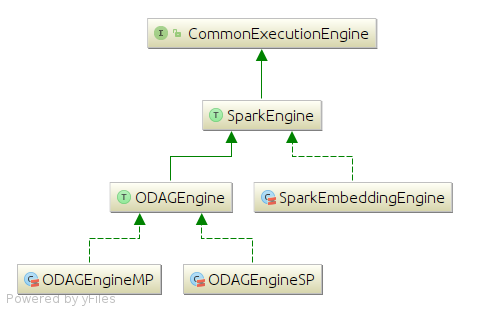 I CommonExecutionEngine
T SparkEngine
T ODAGEngine
C SparkEmbeddingEngine
C ODAGEngineMP
C ODAGEngineSP
Powered by yFiles